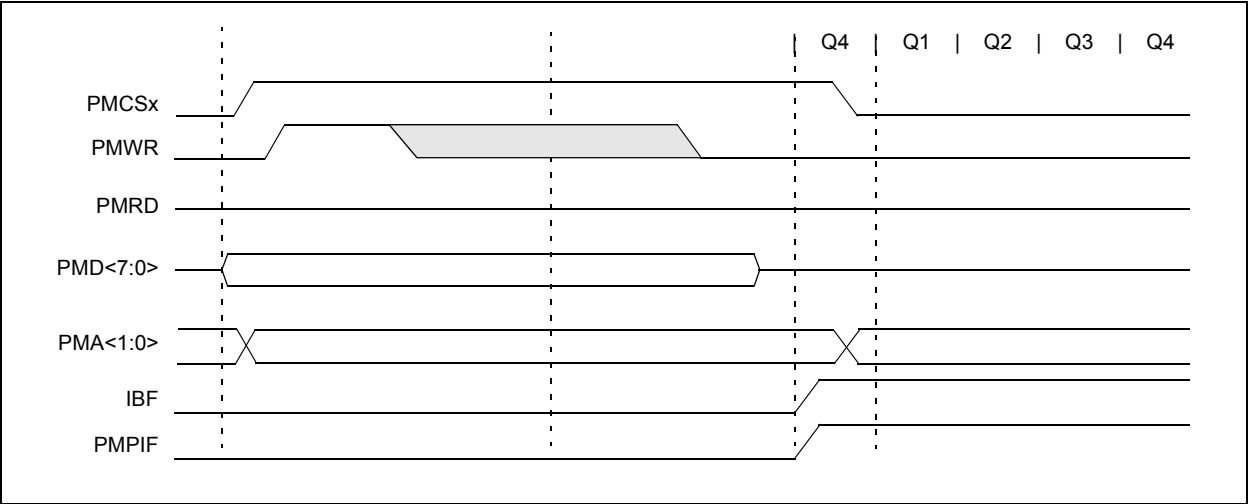 | Q4 | Q1 | Q2 | Q3 | Q4
PMCSx
PMWR
PMRD
PMD<7:0>
PMA<1:0>
IBF
PMPIF